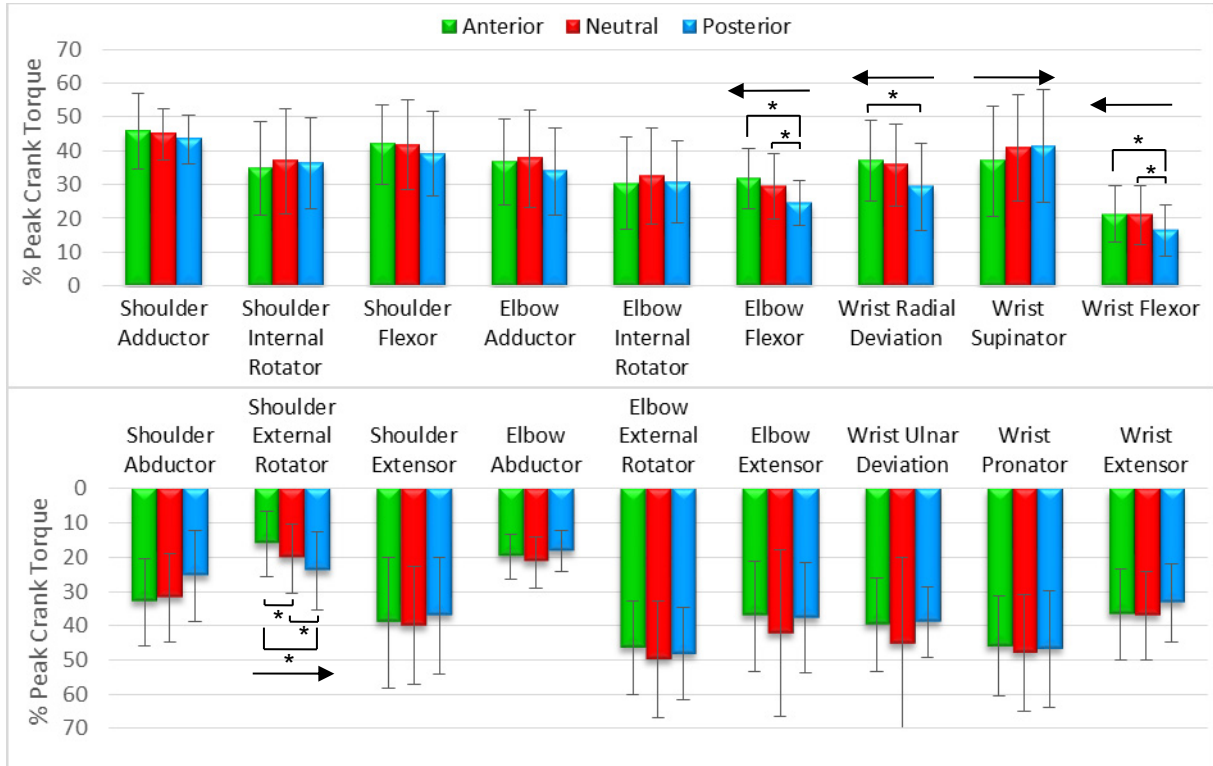 Anterior Neutral Posterior
% Peak Crank Torque
70
60
50
40
30
20
10
0
* * * * *
Shoulder Adductor
Shoulder Internal Rotator
Shoulder Flexor
Elbow Adductor
Elbow Internal Rotator
Elbow Flexor
Wrist Radial Deviation
Wrist Supinator
Wrist Flexor
Shoulder Abductor
Shoulder External Rotator
Shoulder Extensor
Elbow Abductor
Elbow External Rotator
Elbow Extensor
Wrist Ulnar Deviation
Wrist Pronator
Wrist Extensor
% Peak Crank Torque
0
10
20
30
40
50
60
70
* * *